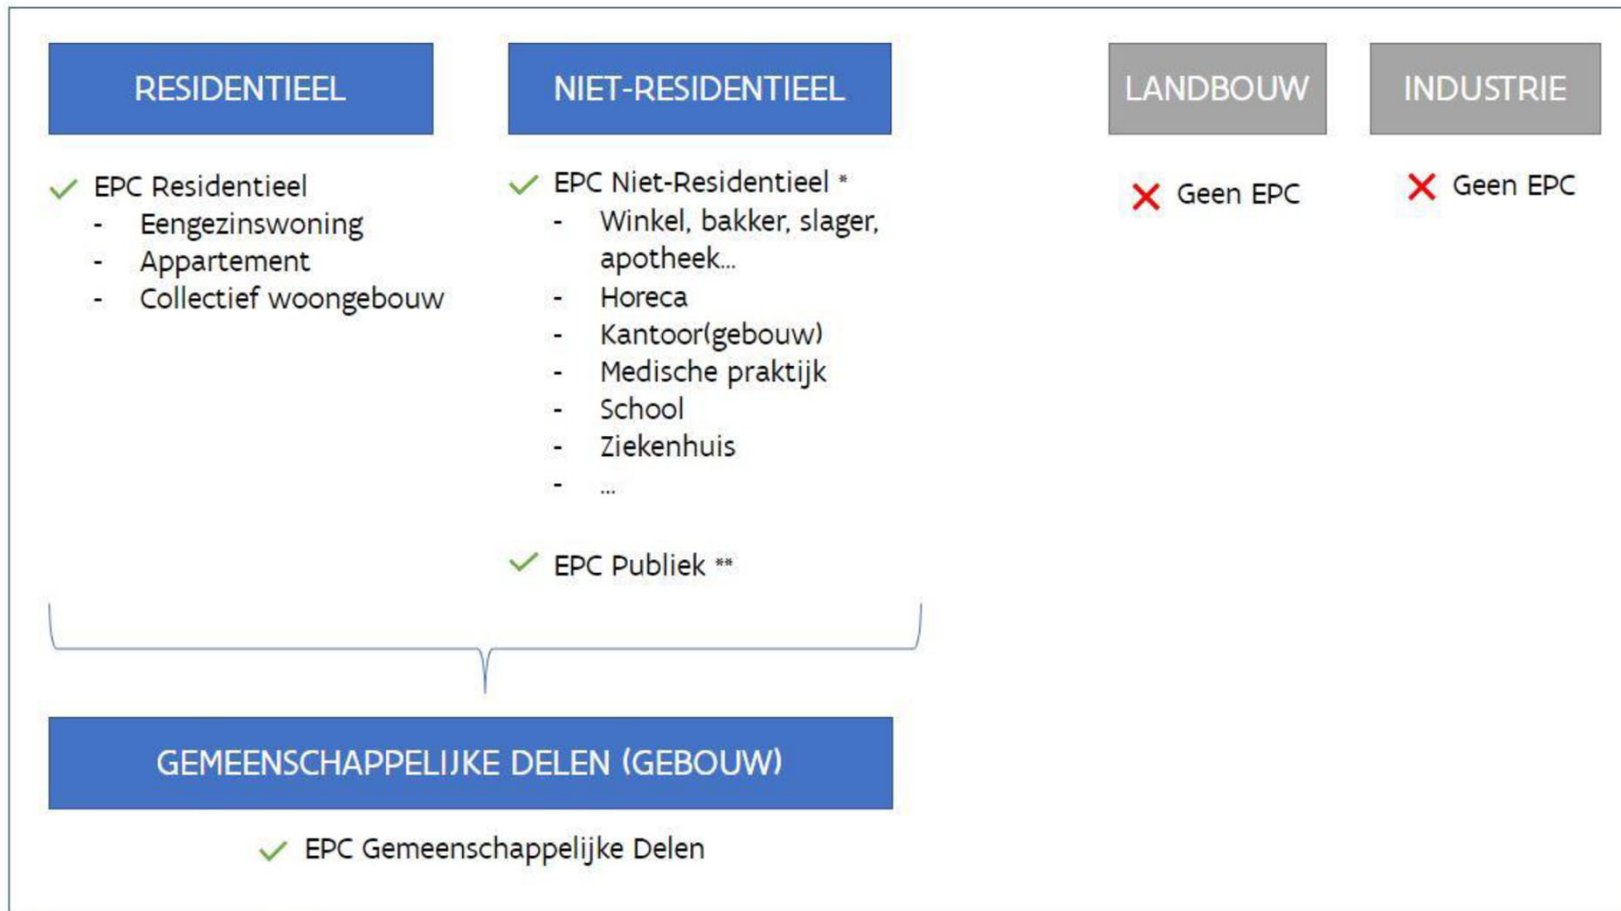 RESIDENTIEEL
EPC Residentieel
- Eengezinswoning
- Appartement
- Collectief woongebouw
NIET-RESIDENTIEEL
EPC Niet-Residentieel *
- Winkel, bakker, slager,
apotheek...
- Horeca
- Kantoor(gebouw)
- Medische praktijk
- School
- Ziekenhuis
- ...
EPC Publiek **
LANDBOUW
Geen EPC
INDUSTRIE
Geen EPC
GEMEENSCHAPPELIJKE DELEN (GEBOUW)
EPC Gemeenschappelijke Delen